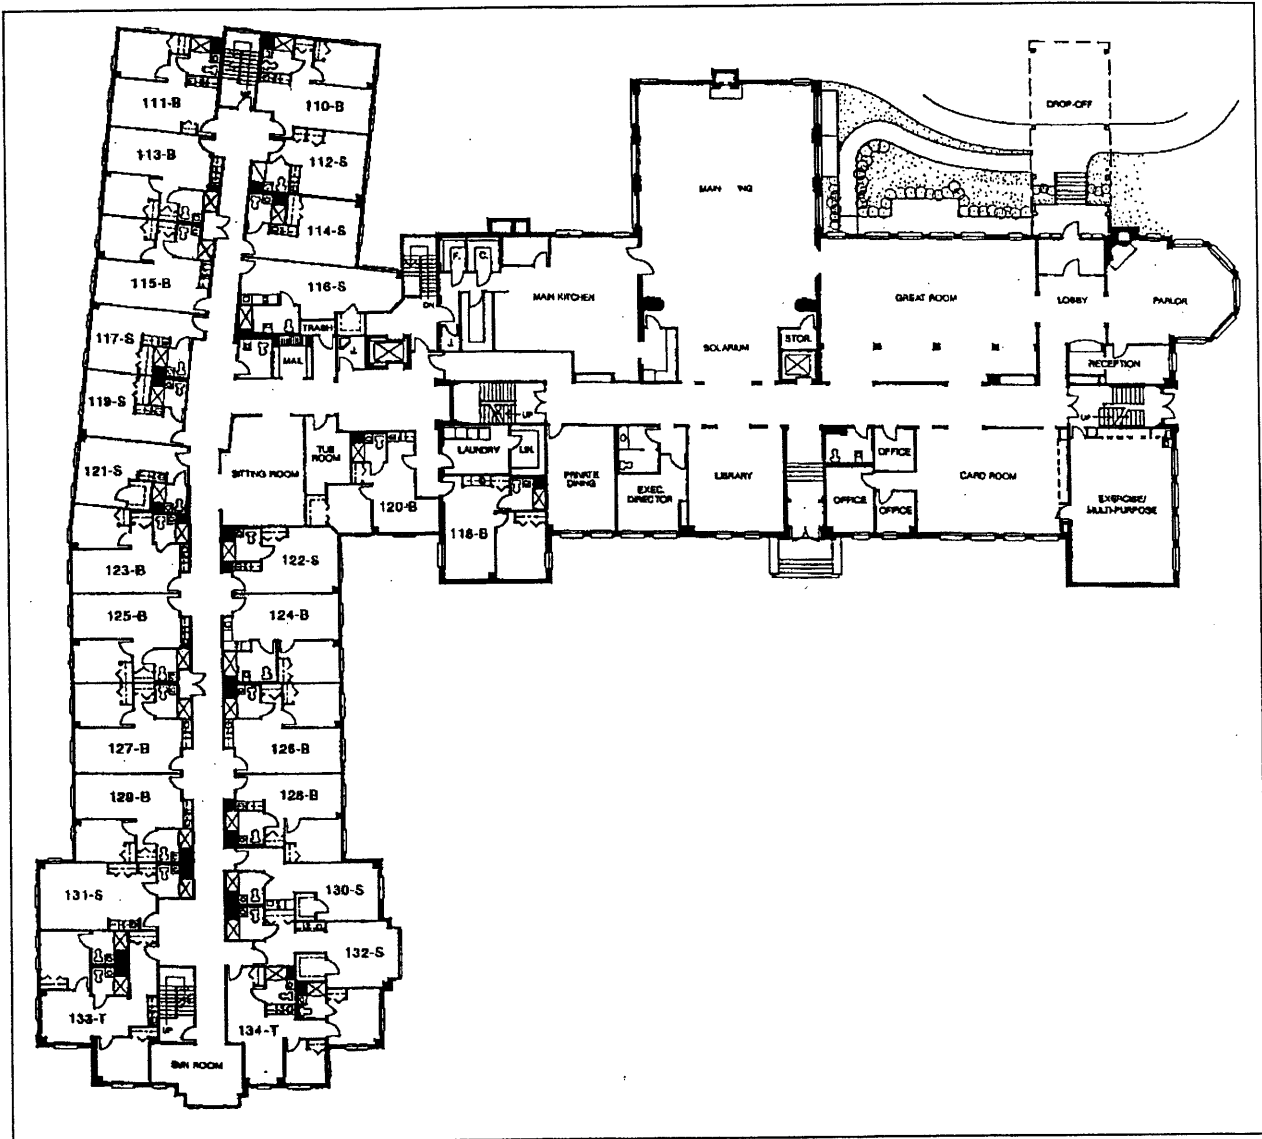 111-B
110-B
DROP-OFF
113-B
112-S
MAIN
114-S
115-B
116-S
F.
C.
DN
MAIN KITCHEN
GREAT ROOM
LOBBY
PARLOR
117-S
TRASH
J.
J.
STOR.
MAIL
SOLARIUM
RECEPTION
119-S
UP
UP
121-S
SITTING ROOM
TUB
ROOM
LAUNDRY
LIN.
PRIVATE
DINING
EXEC.
DIRECTOR
LIBRARY
OFFICE
OFFICE
OFFICE
CARD ROOM
EXERCISE/
MULTI-PURPOSE
120-B
118-B
123-B
122-S
125-B
124-B
127-B
126-B
129-B
128-B
131-S
130-S
132-S
133-T
UP
134-T
SUN ROOM